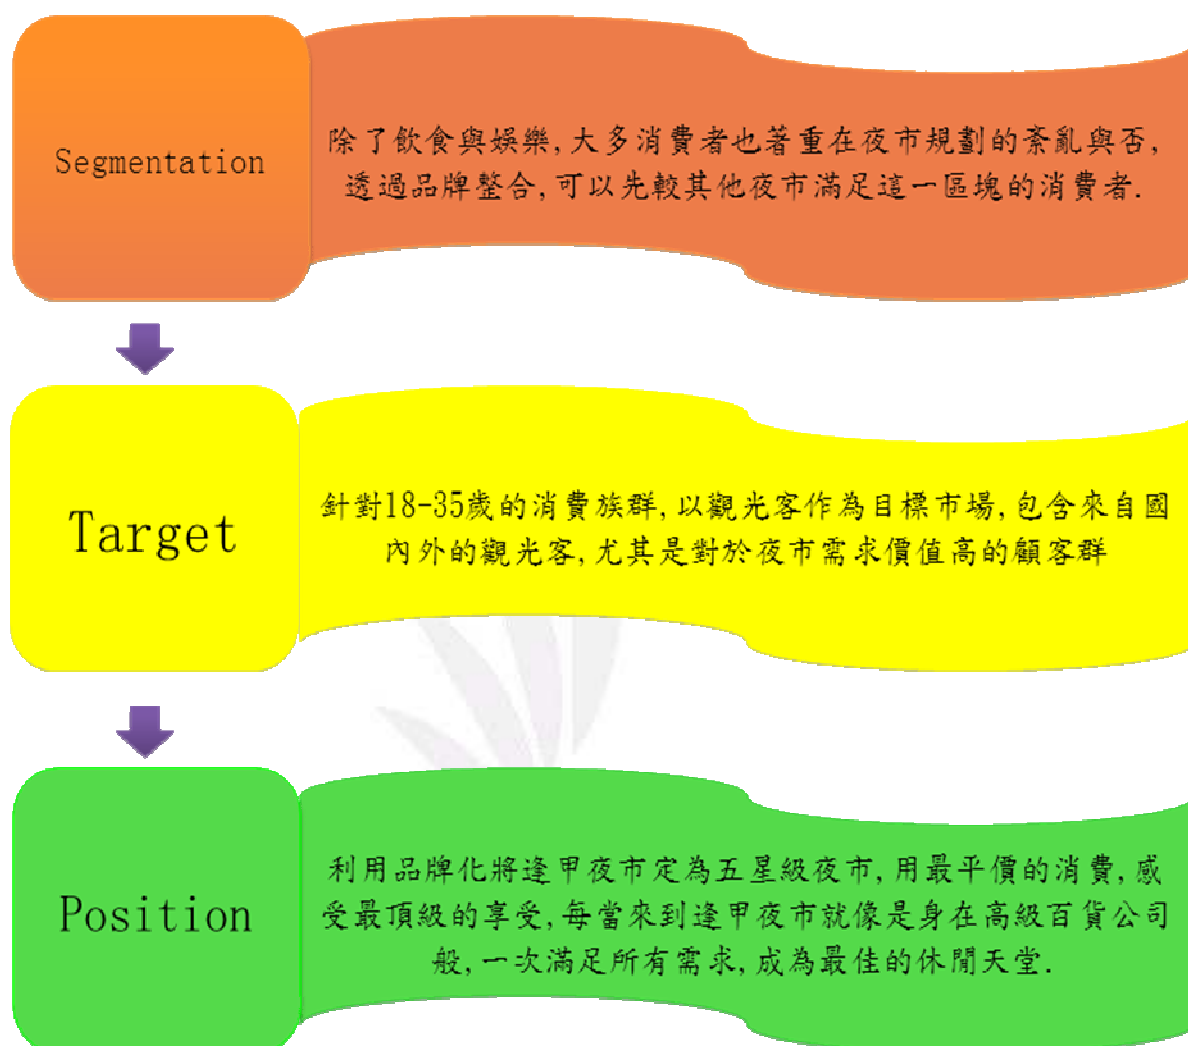 Segmentation
除了飲食與娛樂,大多消費者也著重在夜市規劃的紊亂與否,
透過品牌整合,可以先較其他夜市滿足這一區塊的消費者.
Target
針對18-35歲的消費族群,以觀光客作為目標市場,包含來自國
內外的觀光客,尤其是對於夜市需求價值高的顧客群
Position
利用品牌化將逢甲夜市定為五星級夜市,用最平價的消費,感
受最頂級的享受,每當來到逢甲夜市就像是身在高級百貨公司
般,一次滿足所有需求,成為最佳的休閒天堂.